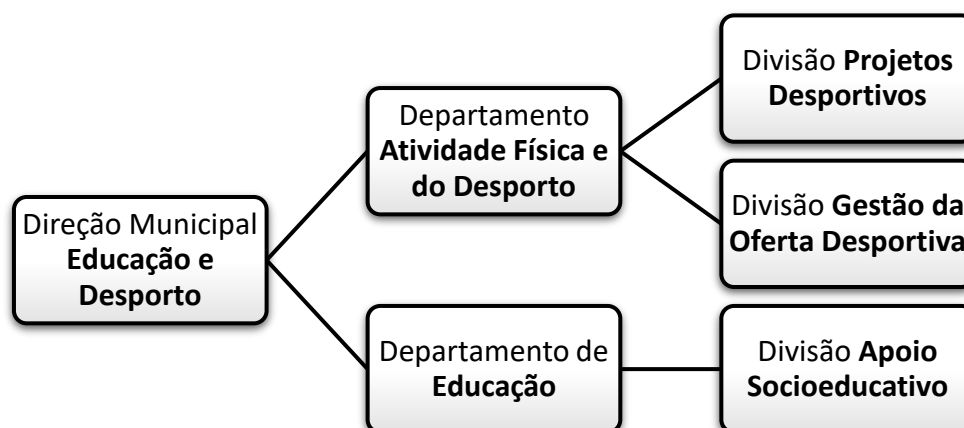 Direção Municipal
Educação e
Desporto
Departamento
Atividade Física e
do Desporto
Divisão Projetos
Desportivos
Divisão Gestão da
Oferta Desportiva
Departamento de
Educação
Divisão Apoio
Socioeducativo